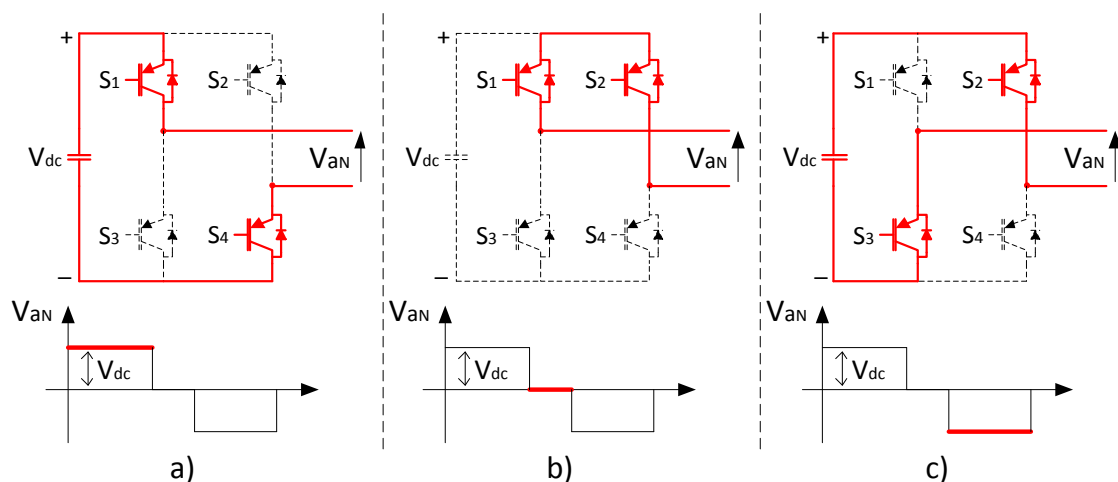 +
S1
S2
Vdc
VaN
S3
S4
–
VaN
Vdc
a)
+
S1
S2
Vdc
VaN
S3
S4
–
VaN
Vdc
b)
+
S1
S2
Vdc
VaN
S3
S4
–
VaN
Vdc
c)